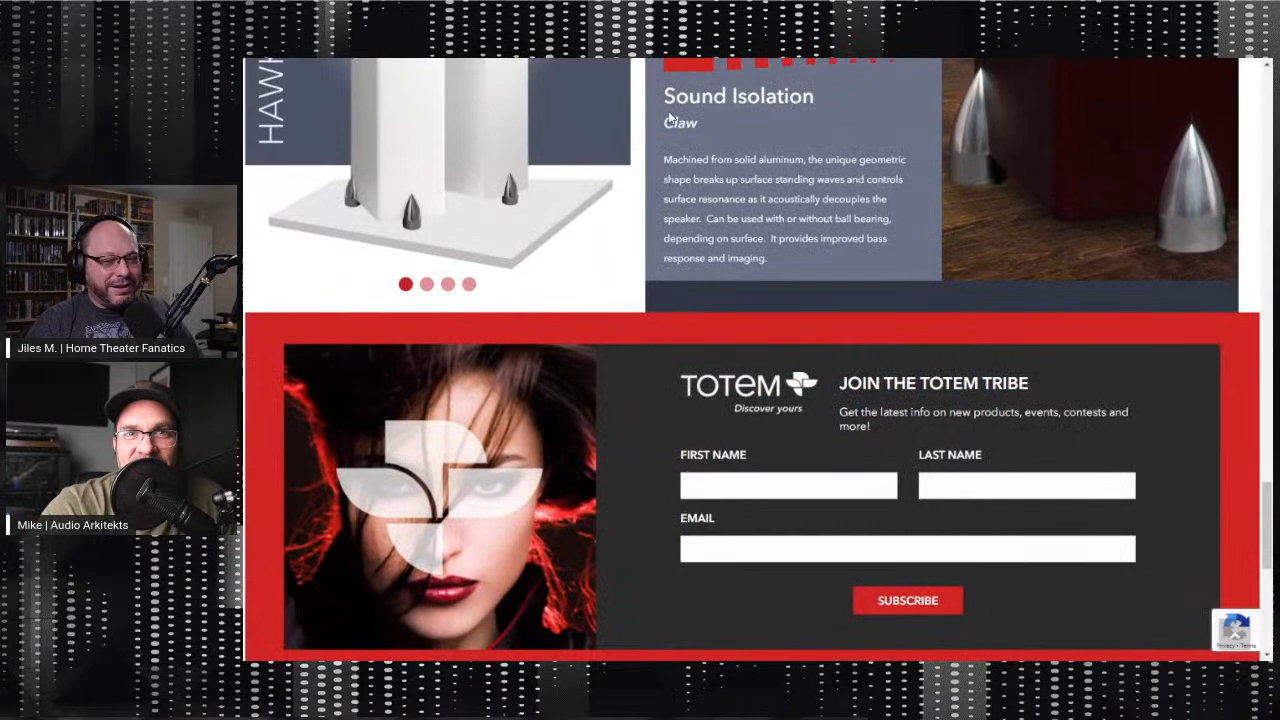 HAWK
Sound Isolation
Claw
Machined from solid aluminum, the unique geometric
shape breaks up surface standing waves and controls
surface resonance as it acoustically decouples the
speaker. Can be used with or without ball bearing,
depending on surface. It provides improved bass
response and imaging.
Jiles M. | Home Theater Fanatics
Mike | Audio Arkitekts
TOTEM
Discover yours
JOIN THE TOTEM TRIBE
Get the latest info on new products, events, contests and
more!
FIRST NAME
LAST NAME
EMAIL
SUBSCRIBE
Privacy • Terms